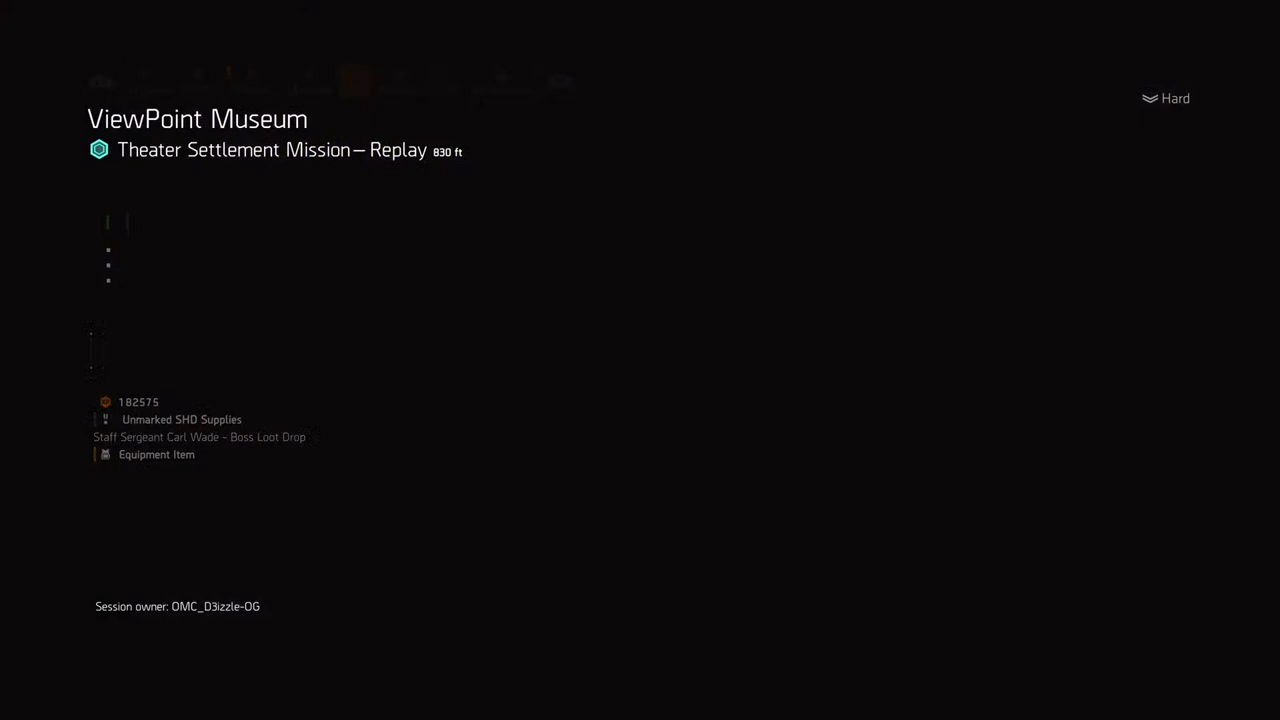 ViewPoint Museum
Hard
Theater Settlement Mission – Replay 830 ft
182575
Unmarked SHD Supplies
Staff Sergeant Carl Wade - Boss Loot Drop
Equipment Item
Session owner: OMC_D3izzle-OG